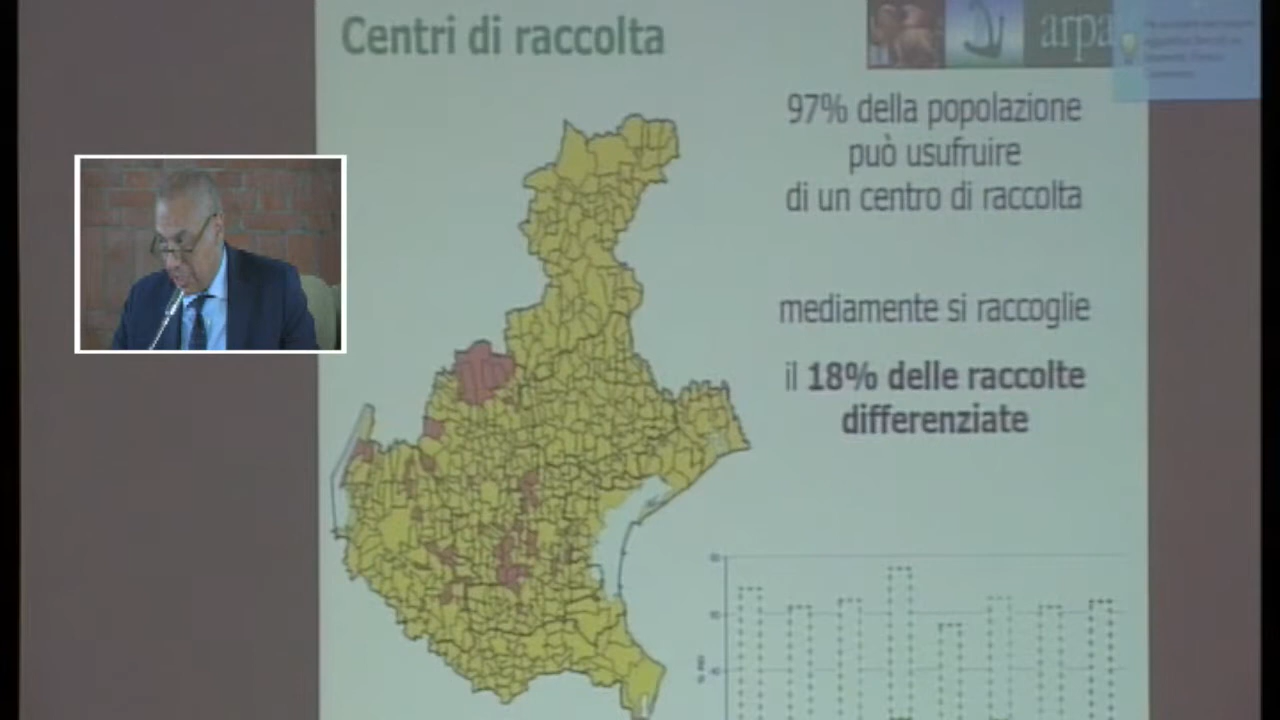 Centri di raccolta
arpa
97% della popolazione
può usufruire
di un centro di raccolta
mediamente si raccoglie
il 18% delle raccolte
differenziate